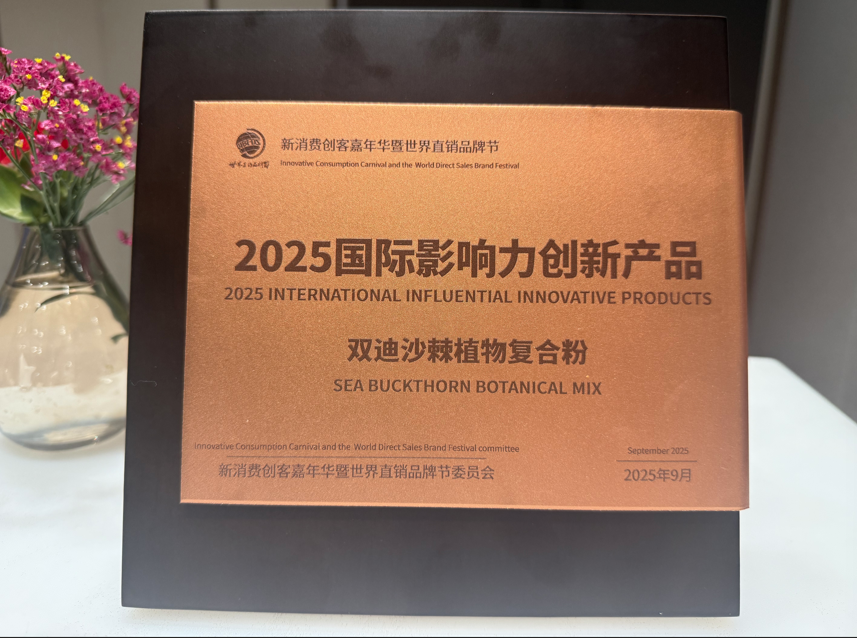 新消费创客嘉年华暨世界直销品牌节
Innovative Consumption Carnival and the World Direct Sales Brand Festival
2025国际影响力创新产品
2025 INTERNATIONAL INFLUENTIAL INNOVATIVE PRODUCTS
双迪沙棘植物复合粉
SEA BUCKTHORN BOTANICAL MIX
Innovative Consumption Carnival and the World Direct Sales Brand Festival committee
新消费创客嘉年华暨世界直销品牌节委员会
September 2025
2025年9月